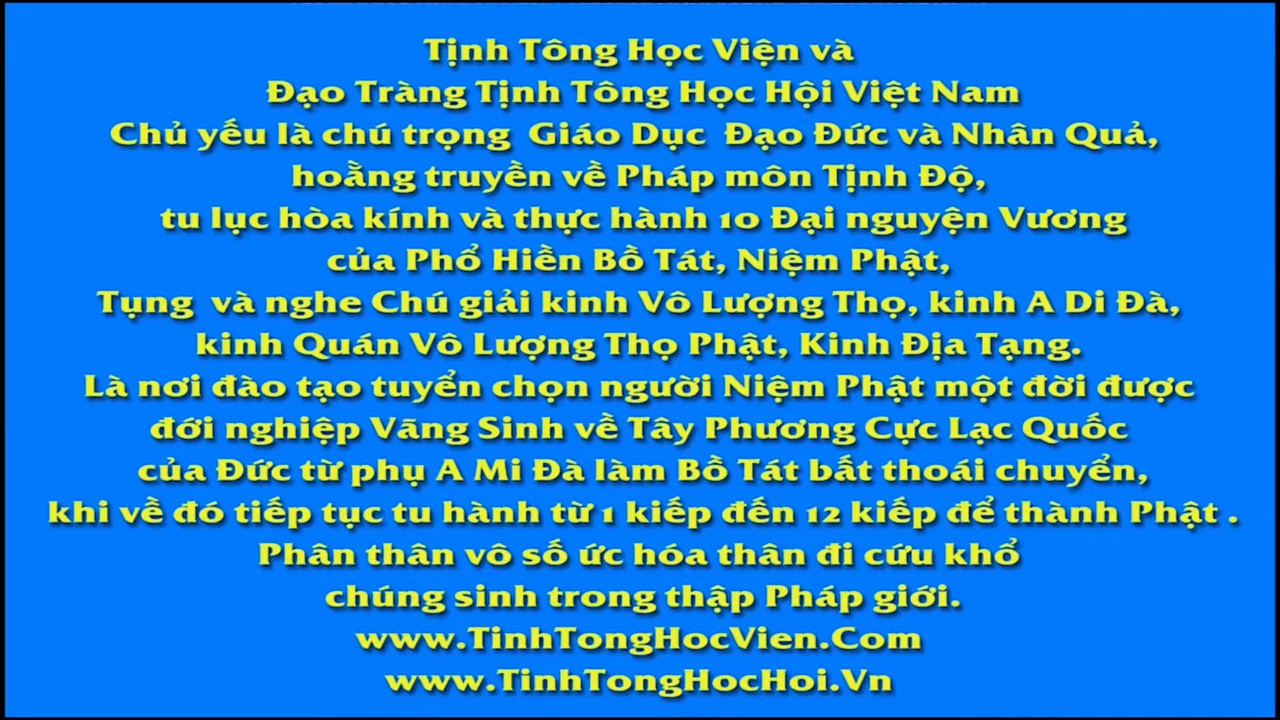 Tịnh Tông Học Viện và
Đạo Tràng Tịnh Tông Học Hội Việt Nam
Chủ yếu là chú trọng Giáo Dục Đạo Đức và Nhân Quả,
hoằng truyền về Pháp môn Tịnh Độ,
tu lục hòa kính và thực hành 10 Đại nguyện Vương
của Phổ Hiền Bồ Tát, Niệm Phật,
Tụng và nghe Chú giải kinh Vô Lượng Thọ, kinh A Di Đà,
kinh Quán Vô Lượng Thọ Phật, Kinh Địa Tạng.
Là nơi đào tạo tuyển chọn người Niệm Phật một đời được
đới nghiệp Vãng Sinh về Tây Phương Cực Lạc Quốc
của Đức từ phụ A Mi Đà làm Bồ Tát bất thoái chuyển,
khi về đó tiếp tục tu hành từ 1 kiếp đến 12 kiếp để thành Phật .
Phân thân vô số ức hóa thân đi cứu khổ
chúng sinh trong thập Pháp giới.
www.TinhTongHocVien.Com
www.TinhTongHocHoi.Vn